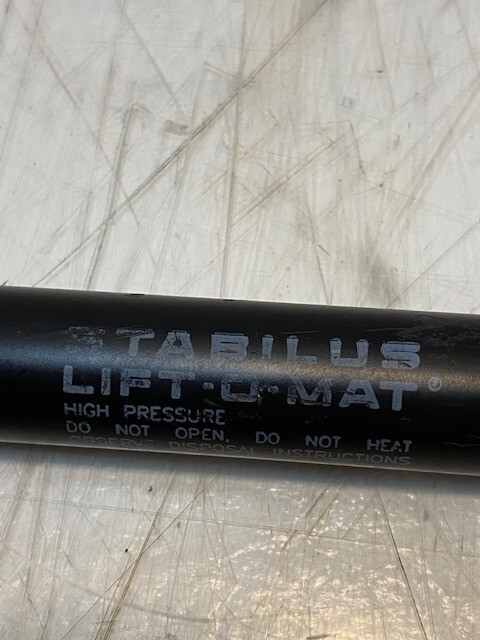 STABILUS
LIFT-O-MAT®
HIGH PRESSURE
DO NOT OPEN, DO NOT HEAT
OBSERVE DISPOSAL INSTRUCTIONS